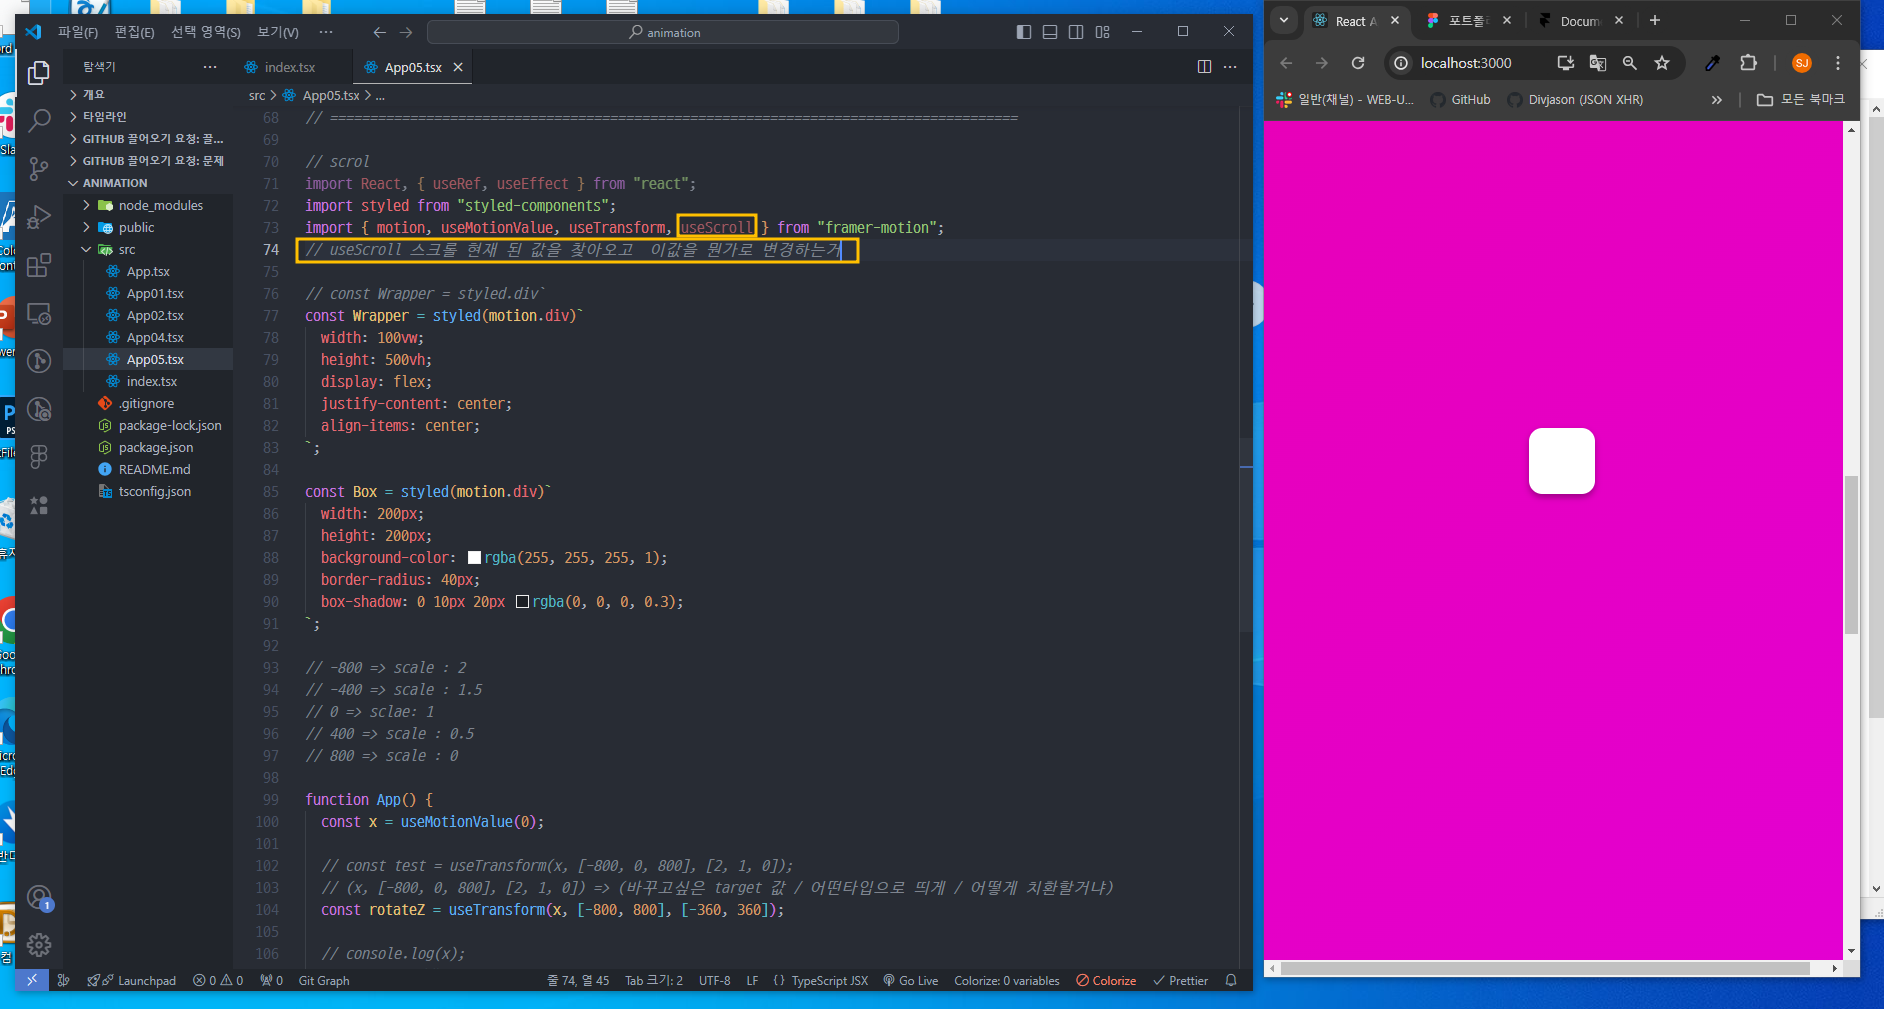 파일(F) 편집(E) 선택 영역(S) 보기(V) ··· animation
탐색기 ···
개요
타임라인
GITHUB 끌어오기 요청: 끌...
GITHUB 끌어오기 요청: 문제
ANIMATION
node_modules
public
src
App.tsx
App01.tsx
App02.tsx
App04.tsx
App05.tsx
index.tsx
.gitignore
package-lock.json
package.json
README.md
tsconfig.json
index.tsx App05.tsx
src > App05.tsx > ...
68 // ======================================================================================
69
70 // scrol
71 import React, { useRef, useEffect } from "react";
72 import styled from "styled-components";
73 import { motion, useMotionValue, useTransform, useScroll } from "framer-motion";
74 // useScroll 스크롤 현재 된 값을 찾아오고 이값을 뭔가로 변경하는거
75
76 // const Wrapper = styled.div`
77 const Wrapper = styled(motion.div)`
78 width: 100vw;
79 height: 500vh;
80 display: flex;
81 justify-content: center;
82 align-items: center;
83 `;
84
85 const Box = styled(motion.div)`
86 width: 200px;
87 height: 200px;
88 background-color: rgba(255, 255, 255, 1);
89 border-radius: 40px;
90 box-shadow: 0 10px 20px rgba(0, 0, 0, 0.3);
91 `;
92
93 // -800 => scale : 2
94 // -400 => scale : 1.5
95 // 0 => sclae: 1
96 // 400 => scale : 0.5
97 // 800 => scale : 0
98
99 function App() {
100 const x = useMotionValue(0);
101
102 // const test = useTransform(x, [-800, 0, 800], [2, 1, 0]);
103 // (x, [-800, 0, 800], [2, 1, 0]) => (바꾸고싶은 target 값 / 어떤타입으로 띄게 / 어떻게 치환할거냐)
104 const rotateZ = useTransform(x, [-800, 800], [-360, 360]);
105
106 // console.log(x);
1
Launchpad 0 0 0 Git Graph
줄 74, 열 45 Tab 크기: 2 UTF-8 LF {} TypeScript JSX Go Live Colorize: 0 variables Colorize Prettier
React A 포트폴리 Docum
localhost:3000 SJ
일반(채널) - WEB-U... GitHub Divjason (JSON XHR) » 모든 북마크